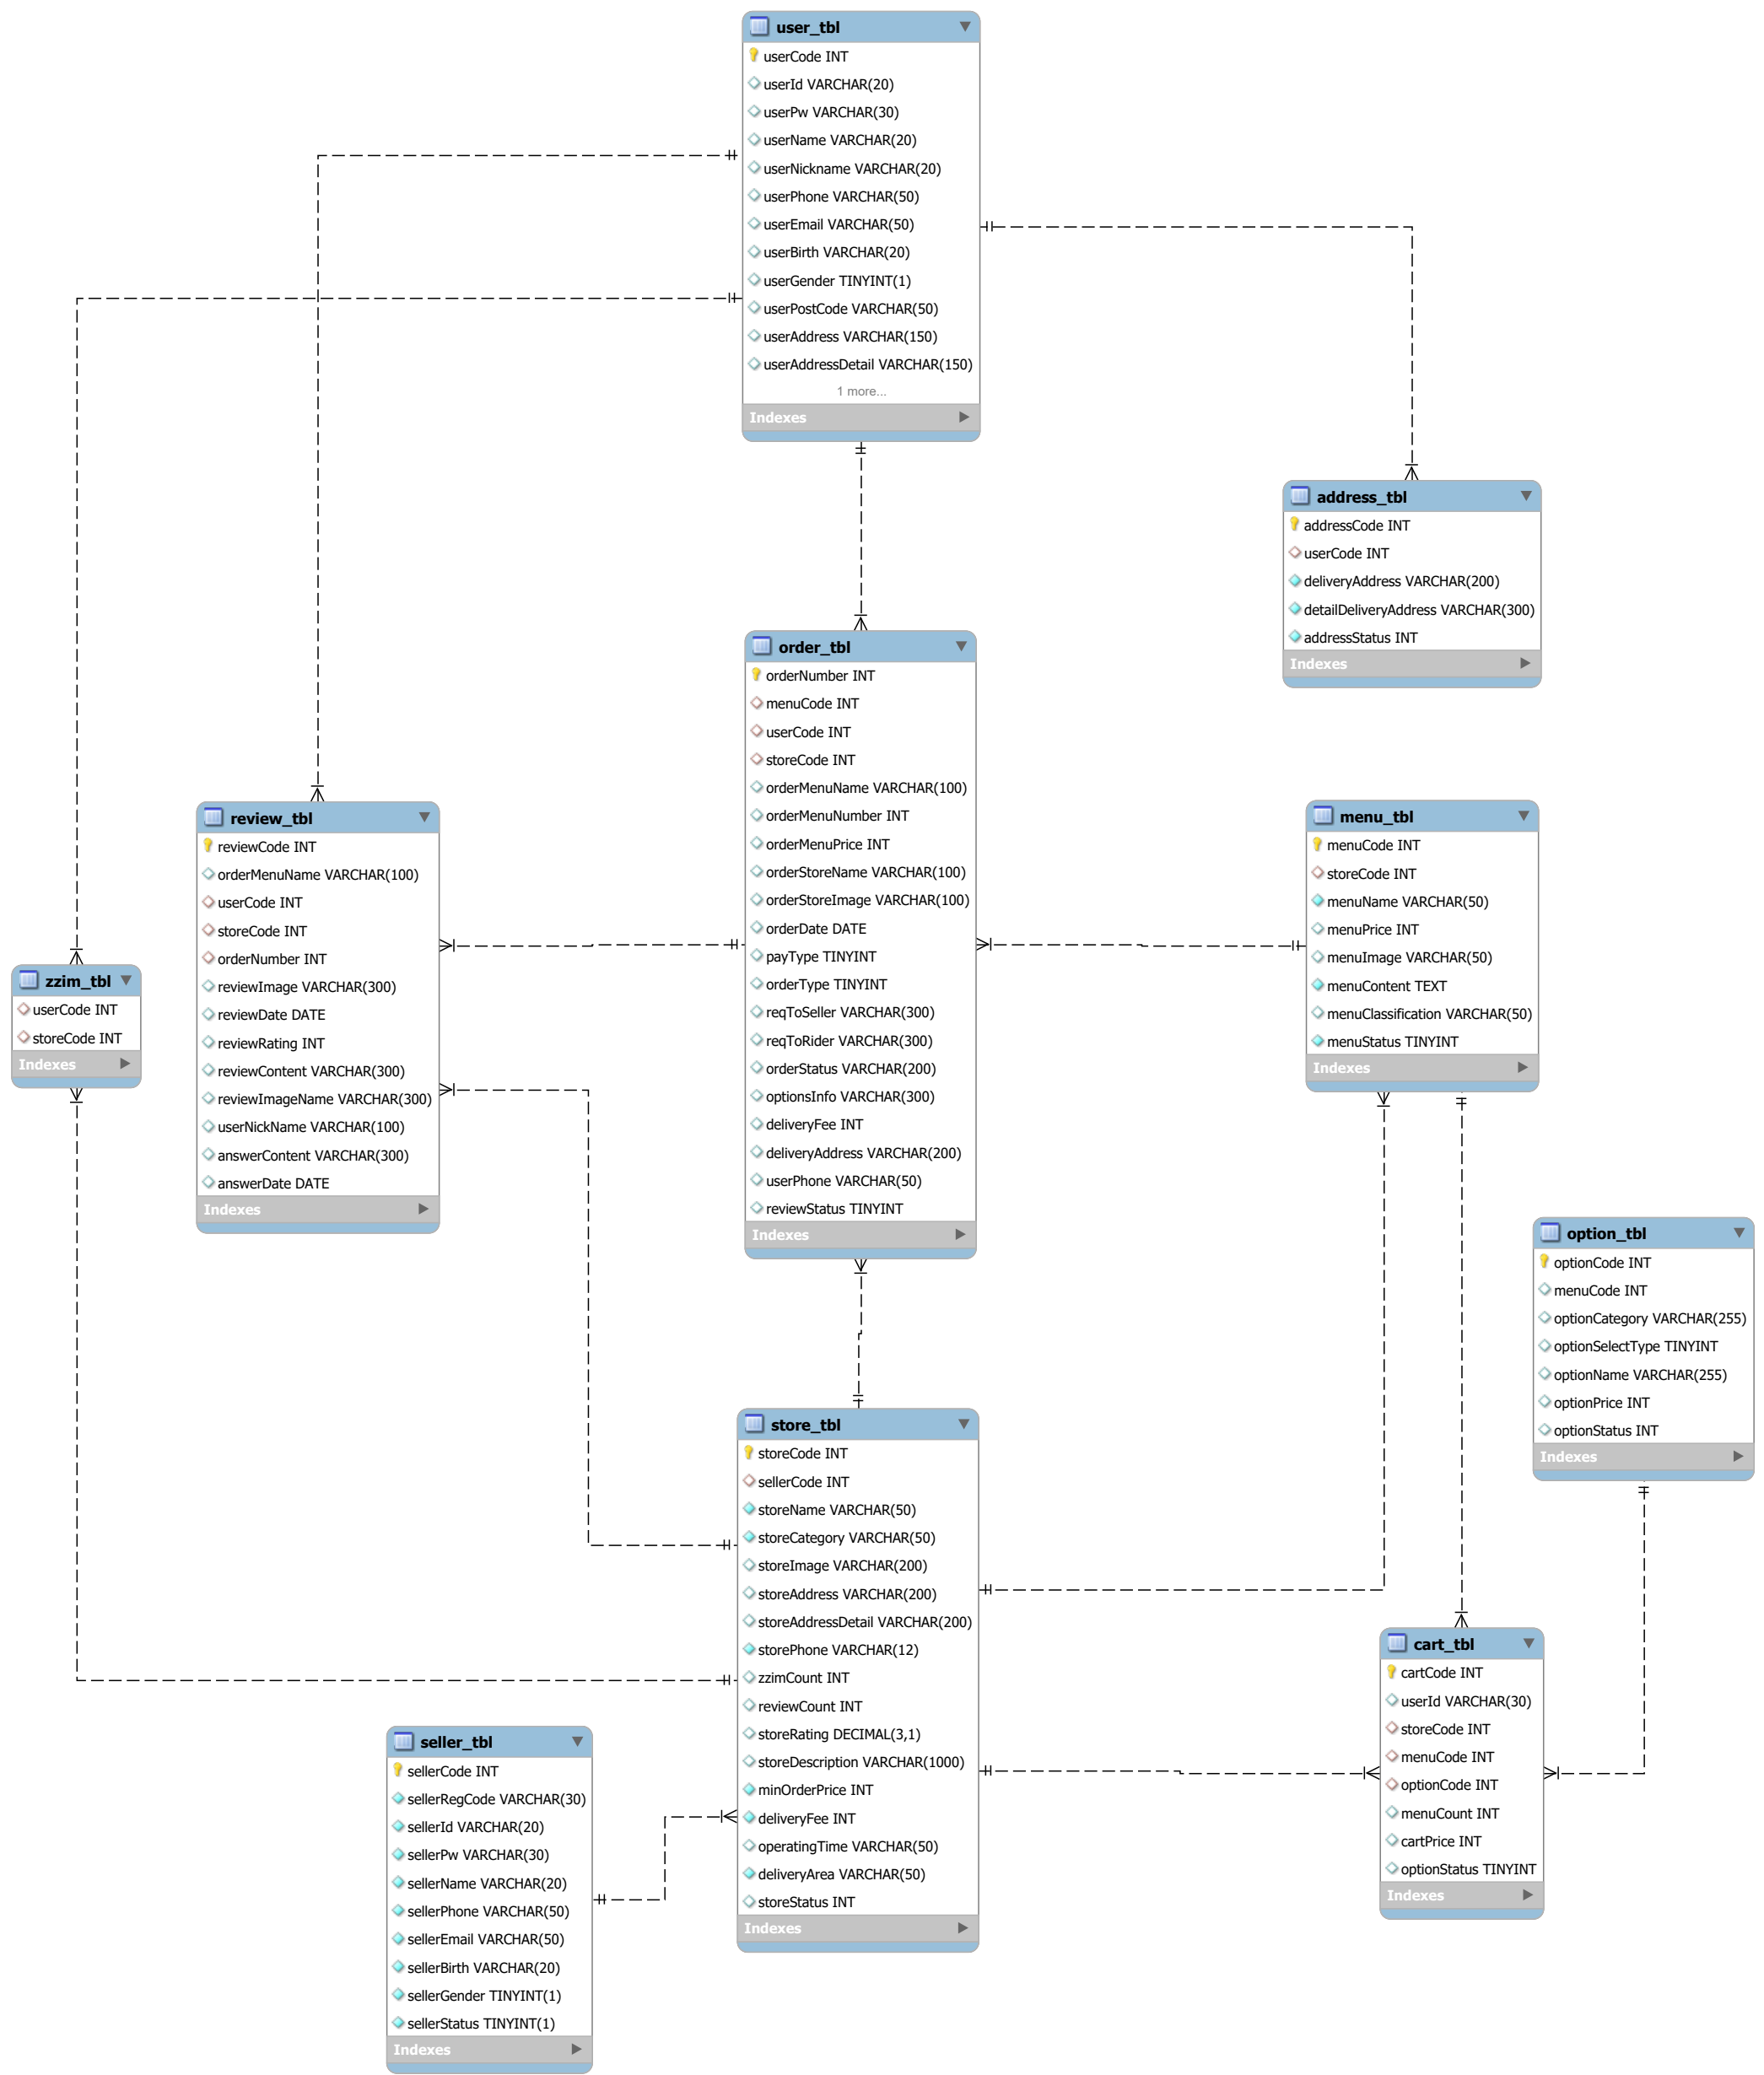 user_tbl
userCode INT
userId VARCHAR(20)
userPw VARCHAR(30)
userName VARCHAR(20)
userNickname VARCHAR(20)
userPhone VARCHAR(50)
userEmail VARCHAR(50)
userBirth VARCHAR(20)
userGender TINYINT(1)
userPostCode VARCHAR(50)
userAddress VARCHAR(150)
userAddressDetail VARCHAR(150)
1 more...
Indexes
address_tbl
addressCode INT
userCode INT
deliveryAddress VARCHAR(200)
detailDeliveryAddress VARCHAR(300)
addressStatus INT
Indexes
order_tbl
orderNumber INT
menuCode INT
userCode INT
storeCode INT
orderMenuName VARCHAR(100)
orderMenuNumber INT
orderMenuPrice INT
orderStoreName VARCHAR(100)
orderStoreImage VARCHAR(100)
orderDate DATE
payType TINYINT
orderType TINYINT
reqToSeller VARCHAR(300)
reqToRider VARCHAR(300)
orderStatus VARCHAR(200)
optionsInfo VARCHAR(300)
deliveryFee INT
deliveryAddress VARCHAR(200)
userPhone VARCHAR(50)
reviewStatus TINYINT
Indexes
review_tbl
reviewCode INT
orderMenuName VARCHAR(100)
userCode INT
storeCode INT
orderNumber INT
reviewImage VARCHAR(300)
reviewDate DATE
reviewRating INT
reviewContent VARCHAR(300)
reviewImageName VARCHAR(300)
userNickName VARCHAR(100)
answerContent VARCHAR(300)
answerDate DATE
Indexes
menu_tbl
menuCode INT
storeCode INT
menuName VARCHAR(50)
menuPrice INT
menuImage VARCHAR(50)
menuContent TEXT
menuClassification VARCHAR(50)
menuStatus TINYINT
Indexes
zzim_tbl
userCode INT
storeCode INT
Indexes
option_tbl
optionCode INT
menuCode INT
optionCategory VARCHAR(255)
optionSelectType TINYINT
optionName VARCHAR(255)
optionPrice INT
optionStatus INT
Indexes
store_tbl
storeCode INT
sellerCode INT
storeName VARCHAR(50)
storeCategory VARCHAR(50)
storeImage VARCHAR(200)
storeAddress VARCHAR(200)
storeAddressDetail VARCHAR(200)
storePhone VARCHAR(12)
zzimCount INT
reviewCount INT
storeRating DECIMAL(3,1)
storeDescription VARCHAR(1000)
minOrderPrice INT
deliveryFee INT
operatingTime VARCHAR(50)
deliveryArea VARCHAR(50)
storeStatus INT
Indexes
cart_tbl
cartCode INT
userId VARCHAR(30)
storeCode INT
menuCode INT
optionCode INT
menuCount INT
cartPrice INT
optionStatus TINYINT
Indexes
seller_tbl
sellerCode INT
sellerRegCode VARCHAR(30)
sellerId VARCHAR(20)
sellerPw VARCHAR(30)
sellerName VARCHAR(20)
sellerPhone VARCHAR(50)
sellerEmail VARCHAR(50)
sellerBirth VARCHAR(20)
sellerGender TINYINT(1)
sellerStatus TINYINT(1)
Indexes